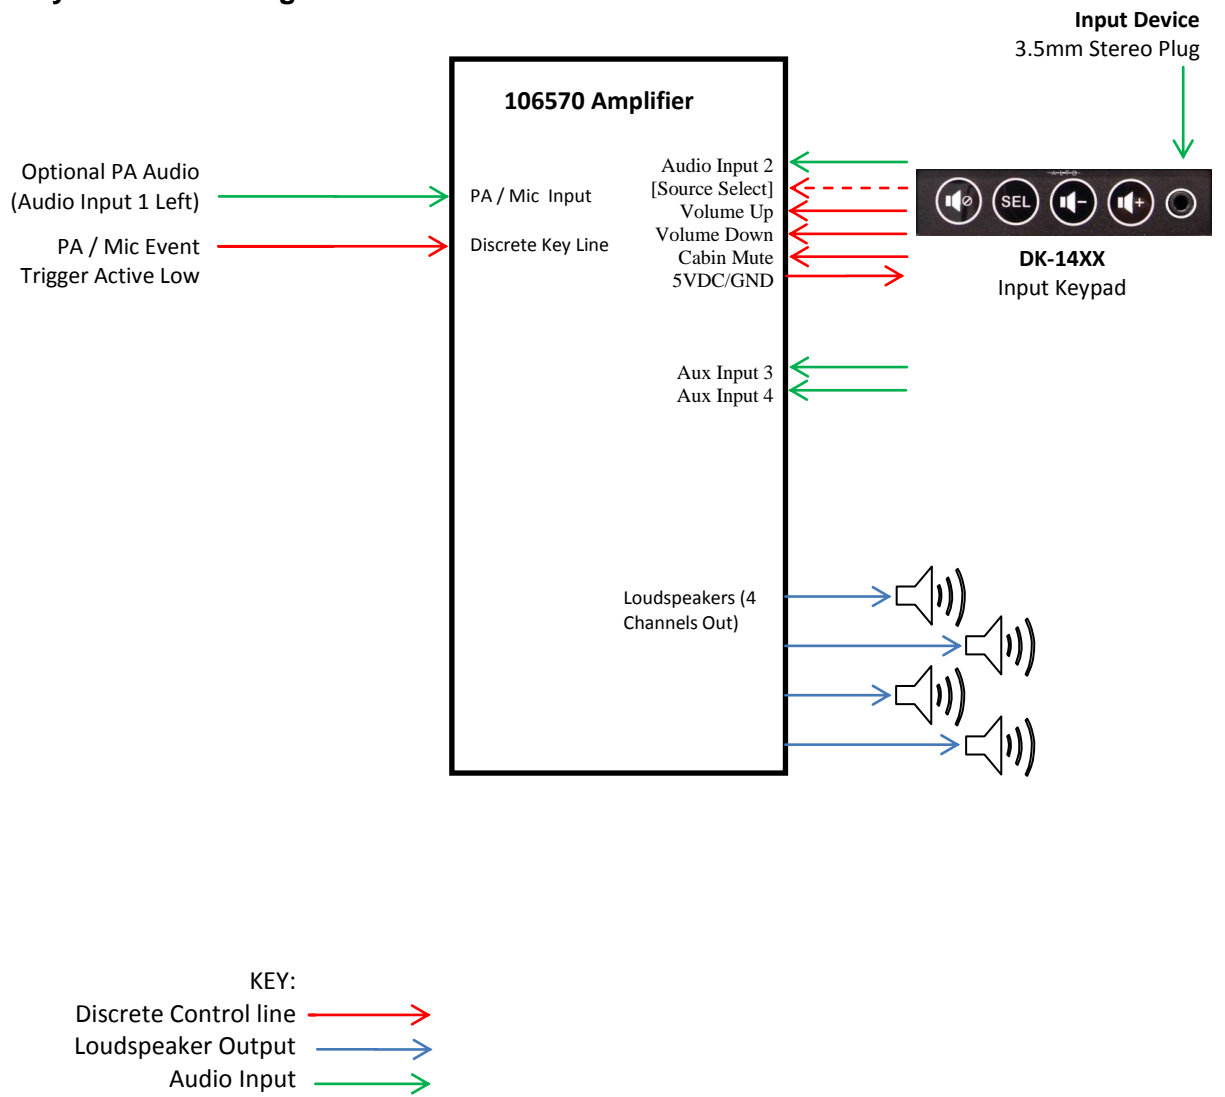 Input Device
3.5mm Stereo Plug
106570 Amplifier
Optional PA Audio
(Audio Input 1 Left)
PA / Mic Event
Trigger Active Low
PA / Mic Input
Discrete Key Line
Audio Input 2
[Source Select]
Volume Up
Volume Down
Cabin Mute
5VDC/GND
ALTO
SEL
DK-14XX
Input Keypad
Aux Input 3
Aux Input 4
Loudspeakers (4
Channels Out)
KEY:
Discrete Control line
Loudspeaker Output
Audio Input